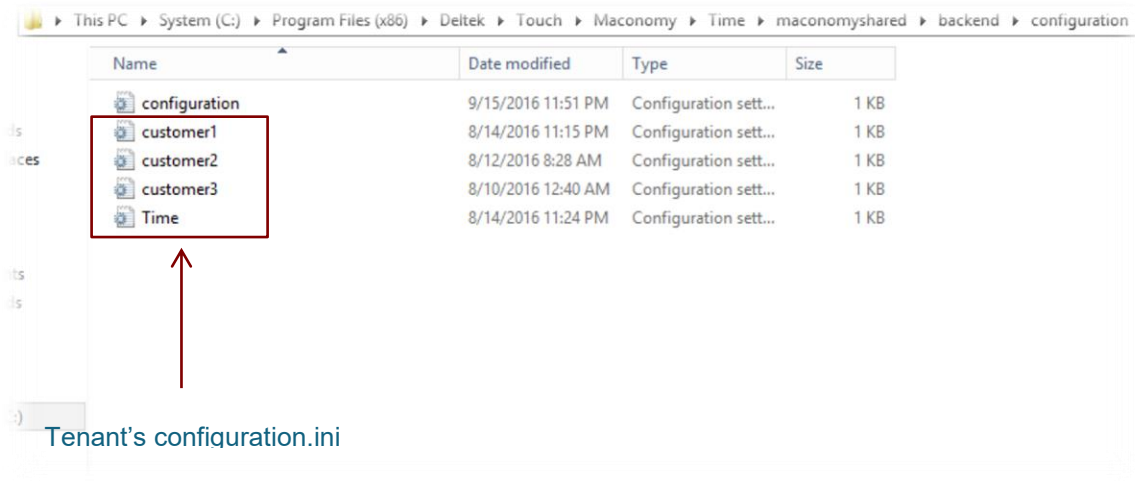 This PC ▸ System (C:) ▸ Program Files (x86) ▸ Deltek ▸ Touch ▸ Maconomy ▸ Time ▸ maconomyshared ▸ backend ▸ configuration
Name Date modified Type Size
configuration 9/15/2016 11:51 PM Configuration sett... 1 KB
customer1 8/14/2016 11:15 PM Configuration sett... 1 KB
customer2 8/12/2016 8:28 AM Configuration sett... 1 KB
customer3 8/10/2016 12:40 AM Configuration sett... 1 KB
Time 8/14/2016 11:24 PM Configuration sett... 1 KB
Tenant's configuration.ini